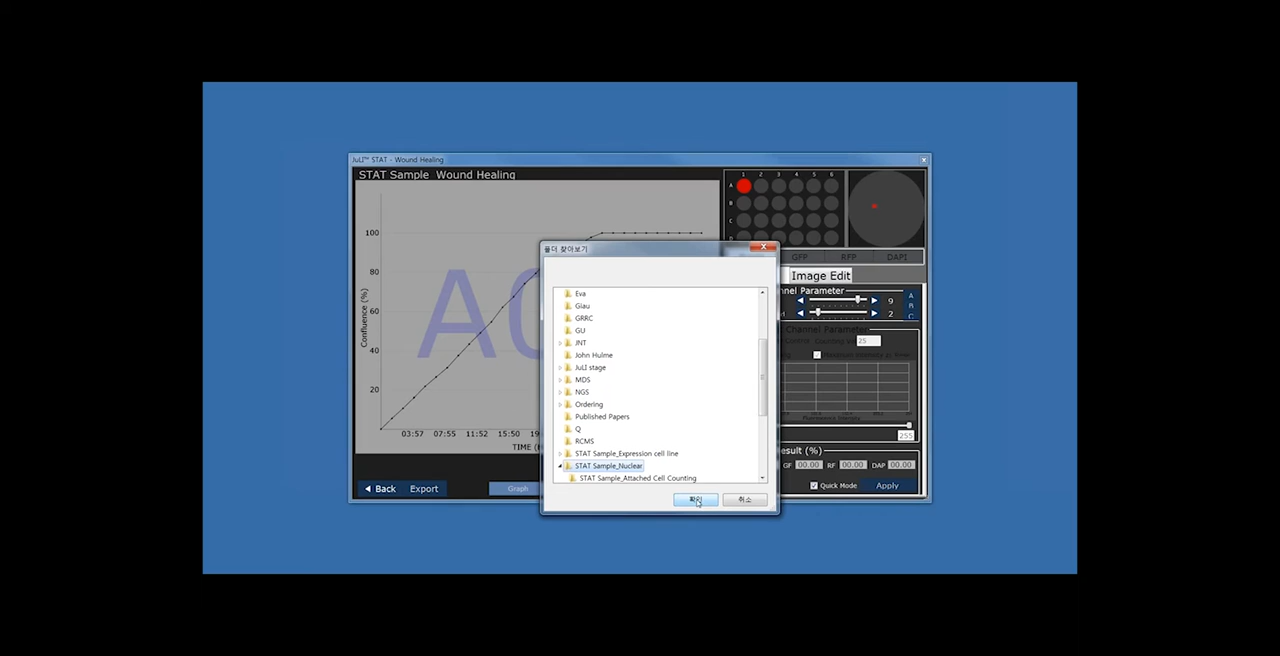 JuLI™ STAT - Wound Healing
STAT Sample Wound Healing
Confluence (%)
100
80
60
40
20
03:57 07:55 11:52 15:50 19
TIME (H
Back Export
Graph
1 2 3 4 5 6
A
B
C
D
GFP RFP DAPI
Image Edit
nnel Parameter
9
2
A
B
C
Channel Parameter
25
255
esult (%)
GF 00.00 RF 00.00 DAP 00.00
Quick Mode Apply
폴더 찾아보기
Eva
Giau
GRRC
GU
JNT
John Hulme
JuLI stage
MDS
NGS
Ordering
Published Papers
Q
RCMS
STAT Sample_Expression cell line
STAT Sample_Nuclear
STAT Sample_Attached Cell Counting
확인 취소